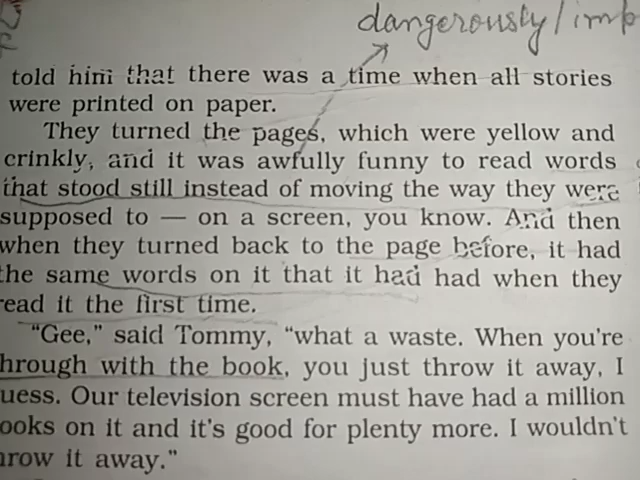 dangerously/imp
told him that there was a time when all stories
were printed on paper.
They turned the pages, which were yellow and
crinkly, and it was awfully funny to read words
that stood still instead of moving the way they were
supposed to — on a screen, you know. And then
when they turned back to the page before, it had
the same words on it that it had had when they
read it the first time.
"Gee," said Tommy, "what a waste. When you're
hrough with the book, you just throw it away, I
uess. Our television screen must have had a million
ooks on it and it's good for plenty more. I wouldn't
hrow it away."